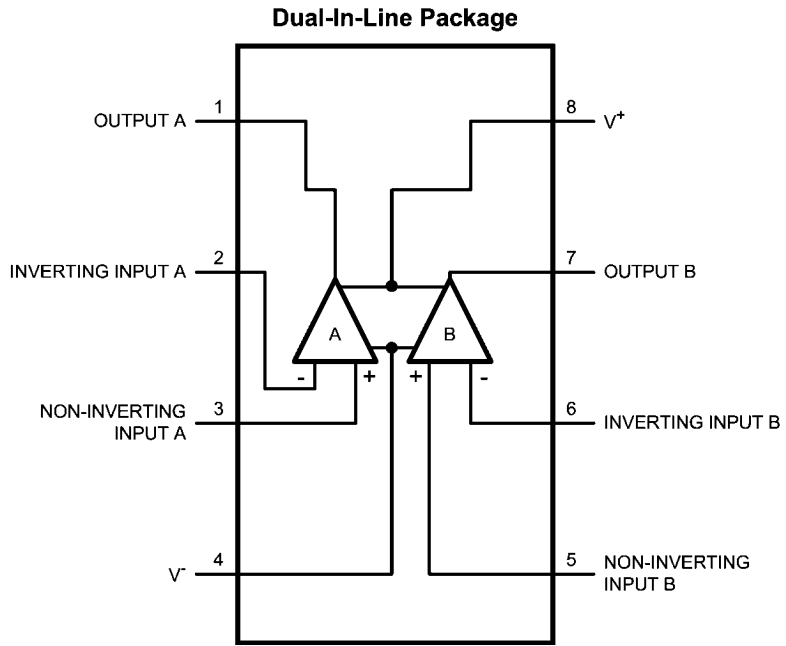 Dual-In-Line Package
1
OUTPUT A
8
V+
2
INVERTING INPUT A
7
OUTPUT B
A
B
-
+
+
-
3
NON-INVERTING
INPUT A
6
INVERTING INPUT B
4
V-
5
NON-INVERTING
INPUT B